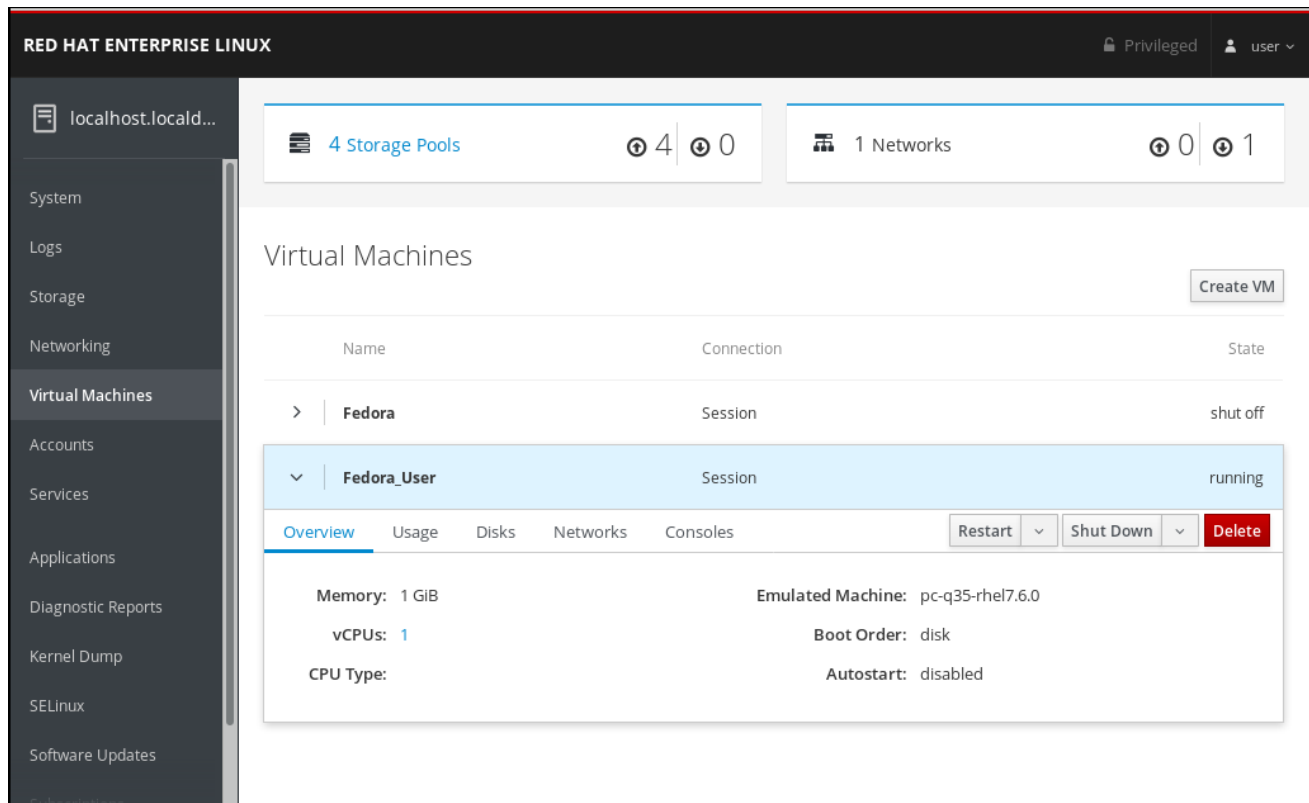 RED HAT ENTERPRISE LINUX
Privileged
user
localhost.locald...
System
Logs
Storage
Networking
Virtual Machines
Accounts
Services
Applications
Diagnostic Reports
Kernel Dump
SELinux
Software Updates
Subscriptions
4 Storage Pools 4 0
1 Networks 0 1
Virtual Machines
Create VM
Name Connection State
Fedora Session shut off
Fedora_User Session running
Overview Usage Disks Networks Consoles Restart Shut Down Delete
Memory: 1 GiB Emulated Machine: pc-q35-rhel7.6.0
vCPUs: 1 Boot Order: disk
CPU Type: Autostart: disabled